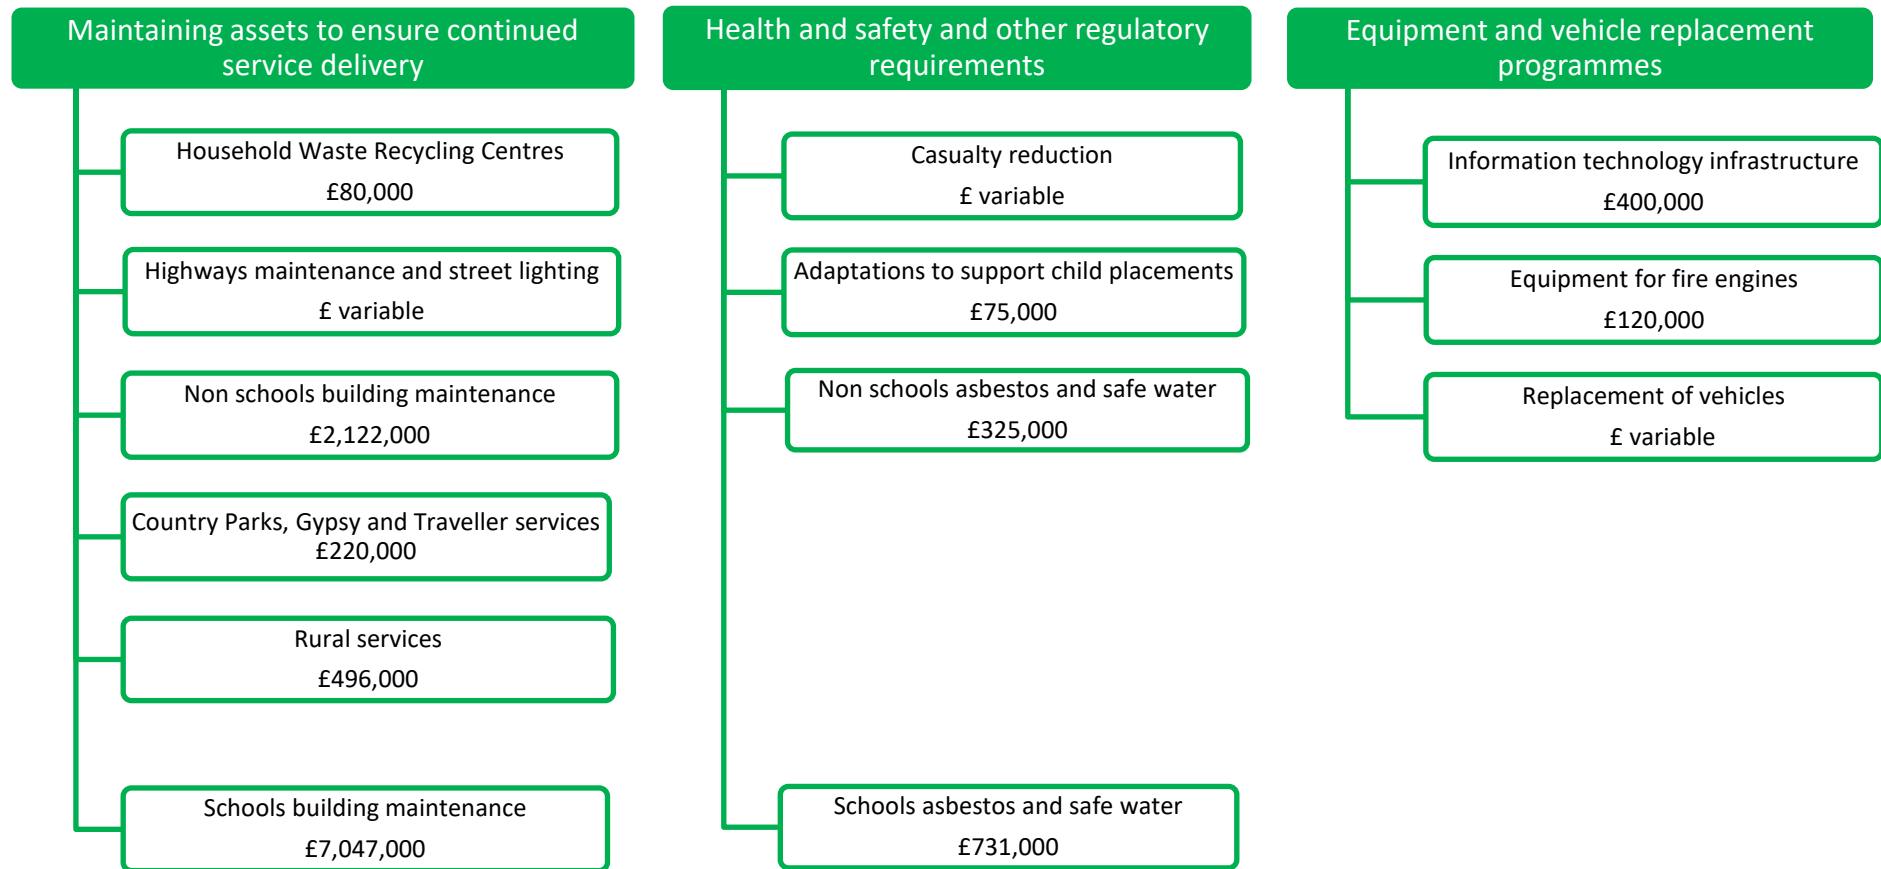 Maintaining assets to ensure continued
service delivery
Household Waste Recycling Centres
£80,000
Highways maintenance and street lighting
£ variable
Non schools building maintenance
£2,122,000
Country Parks, Gypsy and Traveller services
£220,000
Rural services
£496,000
Schools building maintenance
£7,047,000
Health and safety and other regulatory
requirements
Casualty reduction
£ variable
Adaptations to support child placements
£75,000
Non schools asbestos and safe water
£325,000
Schools asbestos and safe water
£731,000
Equipment and vehicle replacement
programmes
Information technology infrastructure
£400,000
Equipment for fire engines
£120,000
Replacement of vehicles
£ variable